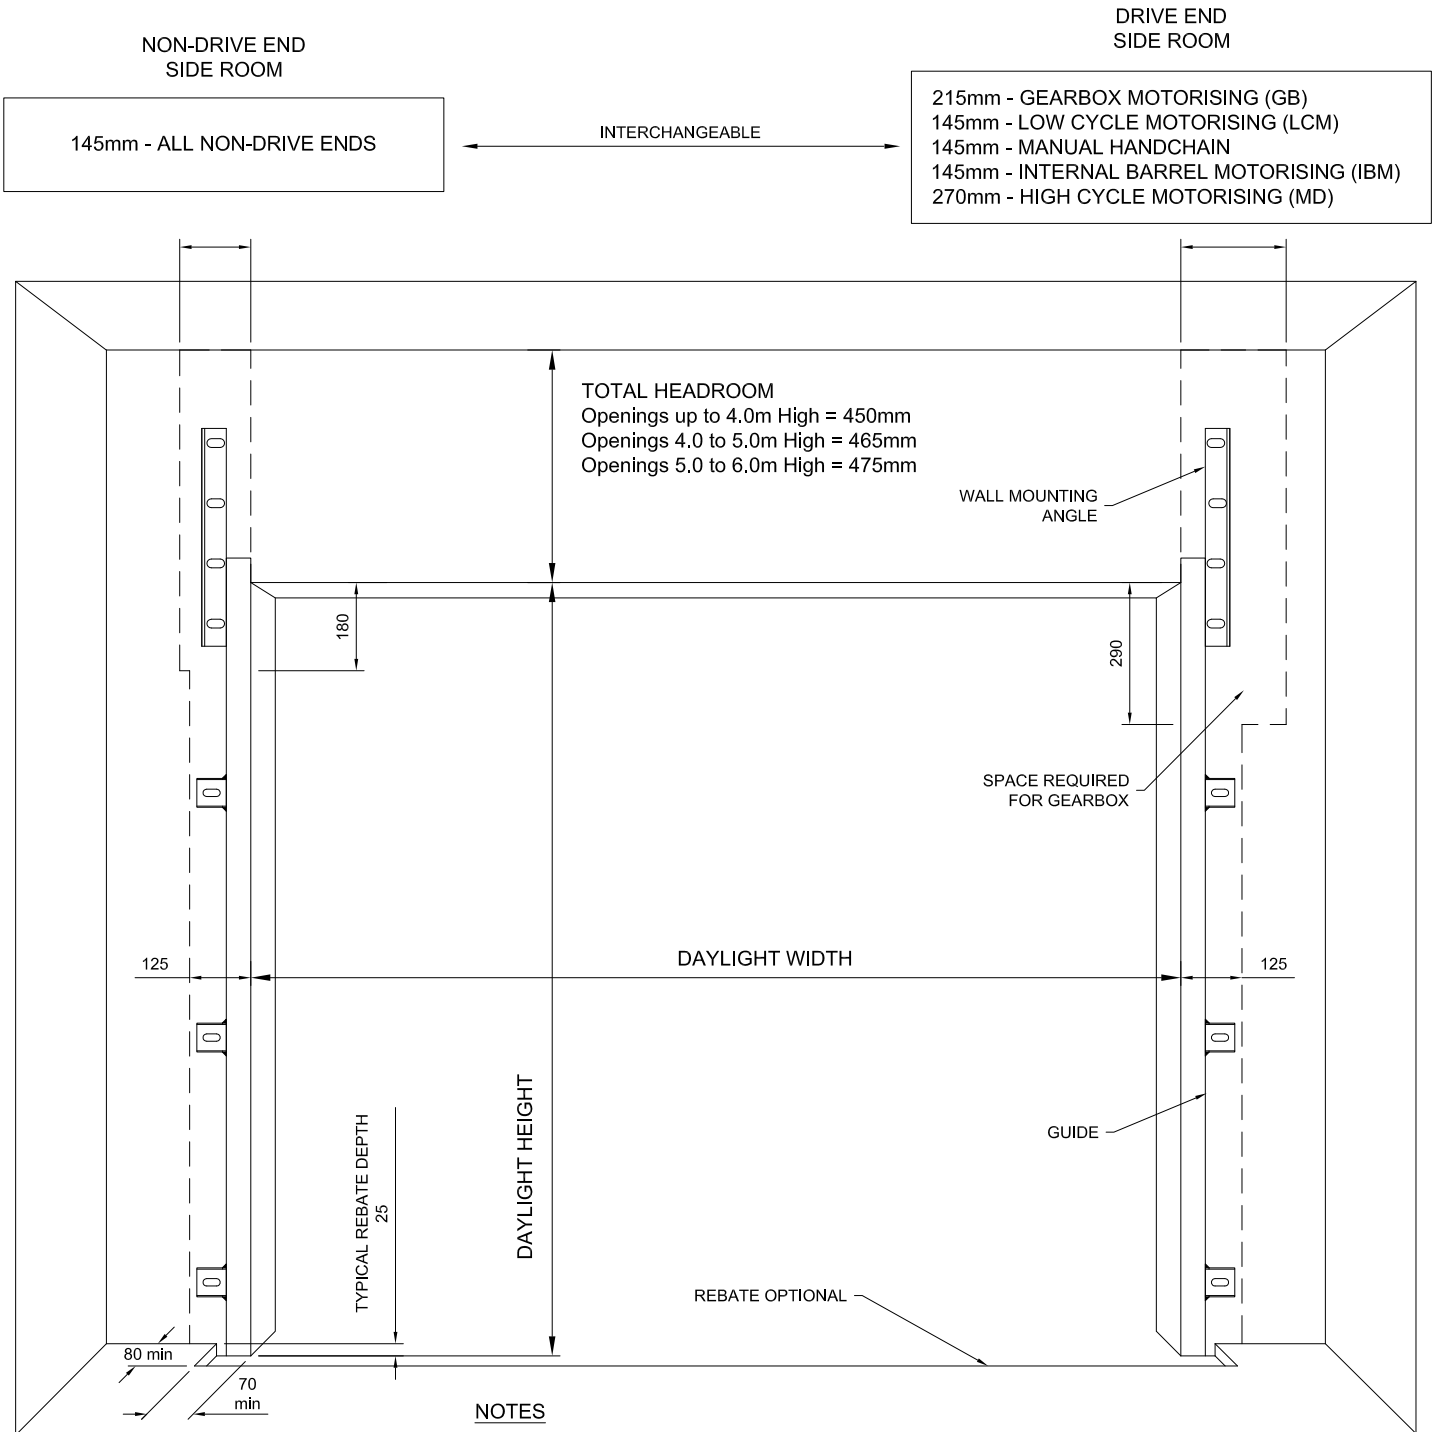 NON-DRIVE END
SIDE ROOM
145mm - ALL NON-DRIVE ENDS
INTERCHANGEABLE
DRIVE END
SIDE ROOM
215mm - GEARBOX MOTORISING (GB)
145mm - LOW CYCLE MOTORISING (LCM)
145mm - MANUAL HANDCHAIN
145mm - INTERNAL BARREL MOTORISING (IBM)
270mm - HIGH CYCLE MOTORISING (MD)
TOTAL HEADROOM
Openings up to 4.0m High = 450mm
Openings 4.0 to 5.0m High = 465mm
Openings 5.0 to 6.0m High = 475mm
WALL MOUNTING
ANGLE
180
290
SPACE REQUIRED
FOR GEARBOX
125
DAYLIGHT WIDTH
125
DAYLIGHT HEIGHT
TYPICAL REBATE DEPTH
25
GUIDE
REBATE OPTIONAL
80 min
70
min
NOTES